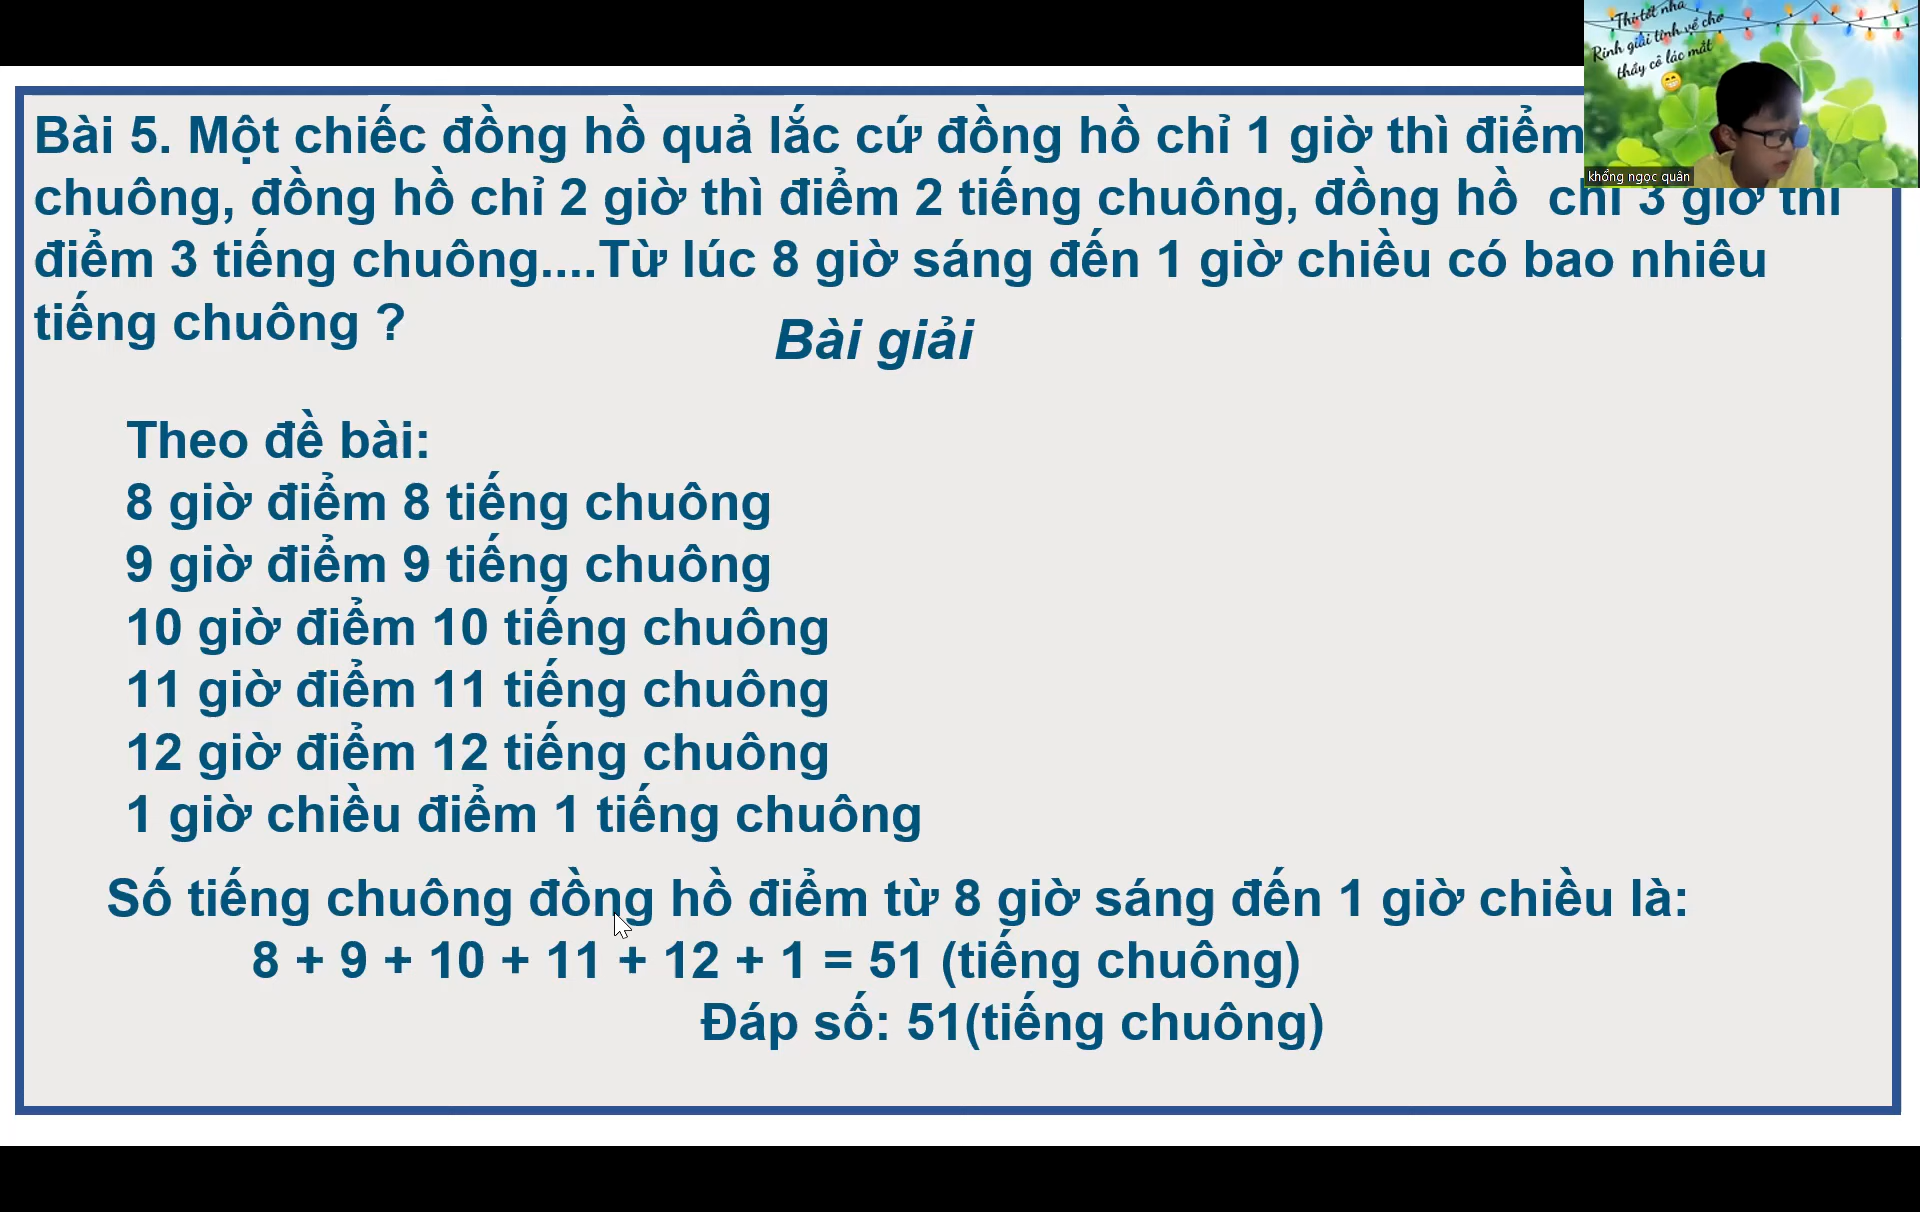 Bài 5. Một chiếc đồng hồ quả lắc cứ đồng hồ chỉ 1 giờ thì điểm
chuông, đồng hồ chỉ 2 giờ thì điểm 2 tiếng chuông, đồng hồ chỉ 3 giờ thì
điểm 3 tiếng chuông....Từ lúc 8 giờ sáng đến 1 giờ chiều có bao nhiêu
tiếng chuông ?
Bài giải
Theo đề bài:
8 giờ điểm 8 tiếng chuông
9 giờ điểm 9 tiếng chuông
10 giờ điểm 10 tiếng chuông
11 giờ điểm 11 tiếng chuông
12 giờ điểm 12 tiếng chuông
1 giờ chiều điểm 1 tiếng chuông
Số tiếng chuông đồng hồ điểm từ 8 giờ sáng đến 1 giờ chiều là:
8 + 9 + 10 + 11 + 12 + 1 = 51 (tiếng chuông)
Đáp số: 51(tiếng chuông)
Thi tốt nha
Rinh giải tỉnh về cho
thầy cô lác mắt
khổng ngọc quân